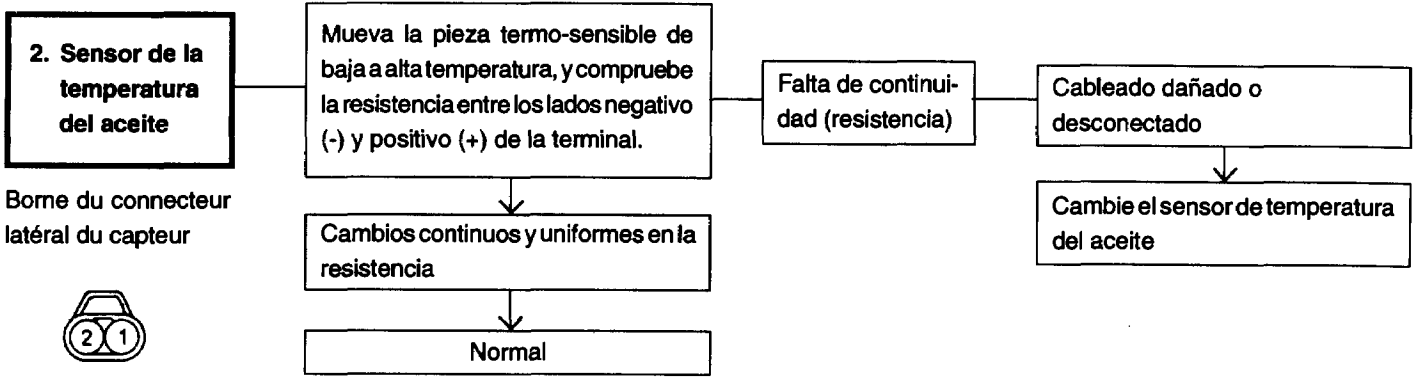 2. Sensor de la
temperatura
del aceite
Borne du connecteur
latéral du capteur
2 1
Mueva la pieza termo-sensible de
baja a alta temperatura, y compruebe
la resistencia entre los lados negativo
(-) y positivo (+) de la terminal.
Cambios continuos y uniformes en la
resistencia
Normal
Falta de continui-
dad (resistencia)
Cableado dañado o
desconectado
Cambie el sensor de temperatura
del aceite